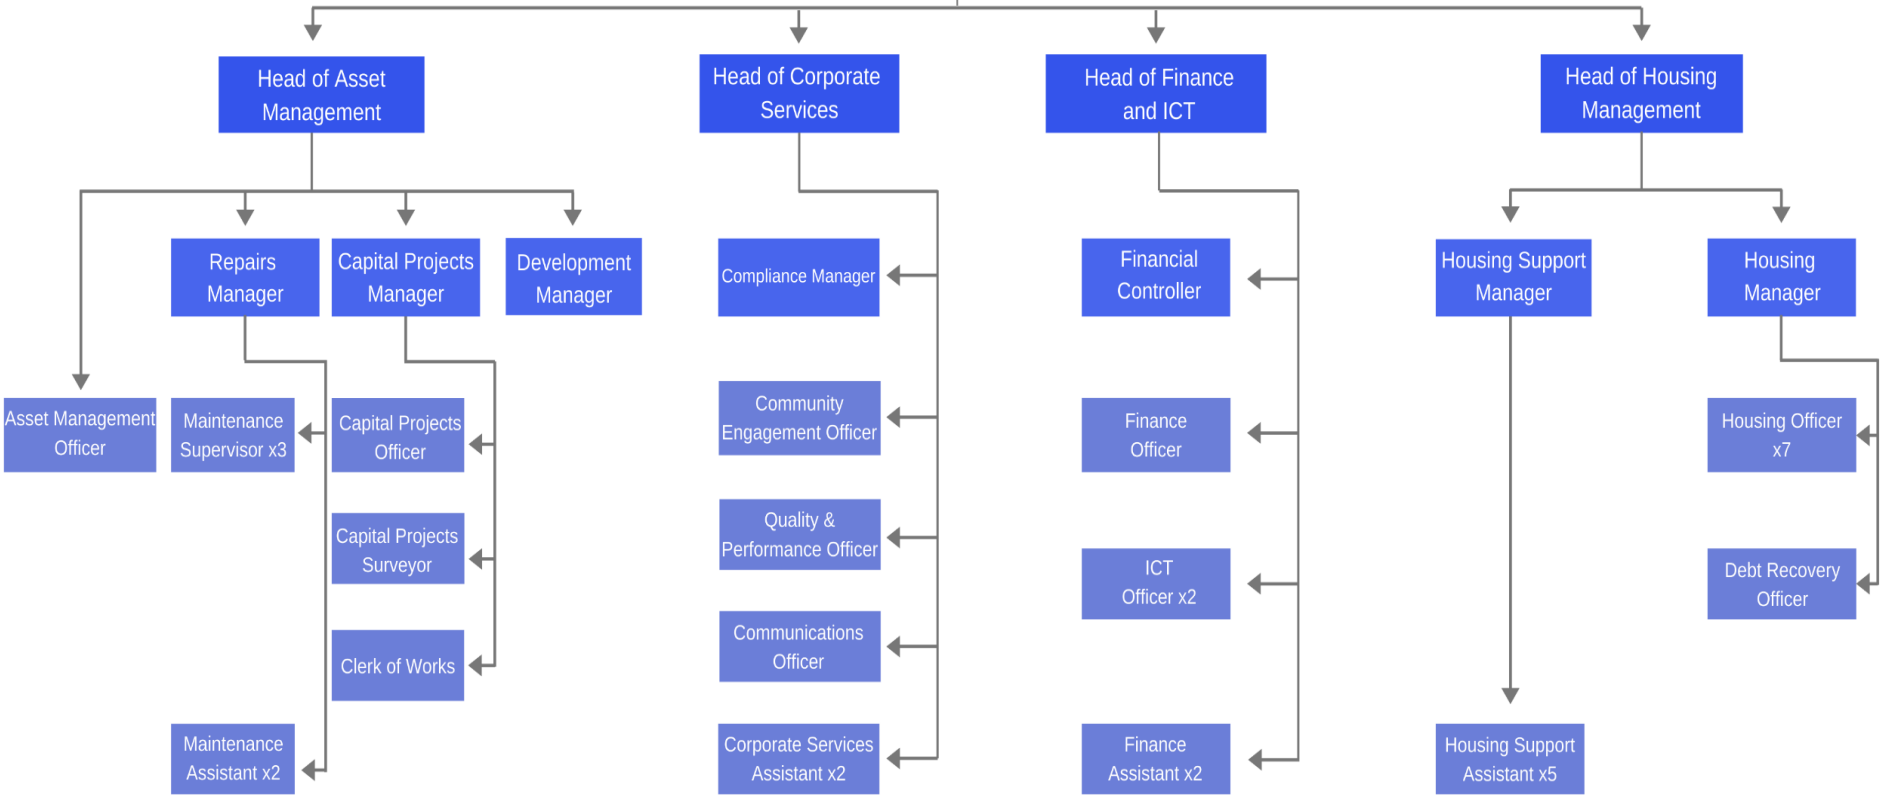 Head of Asset
Management
Head of Corporate
Services
Head of Finance
and ICT
Head of Housing
Management
Repairs
Manager
Capital Projects
Manager
Development
Manager
Compliance Manager
Financial
Controller
Housing Support
Manager
Housing
Manager
Asset Management
Officer
Maintenance
Supervisor x3
Capital Projects
Officer
Community
Engagement Officer
Finance
Officer
Housing Officer
x7
Capital Projects
Surveyor
Quality &
Performance Officer
ICT
Officer x2
Debt Recovery
Officer
Clerk of Works
Communications
Officer
Maintenance
Assistant x2
Corporate Services
Assistant x2
Finance
Assistant x2
Housing Support
Assistant x5